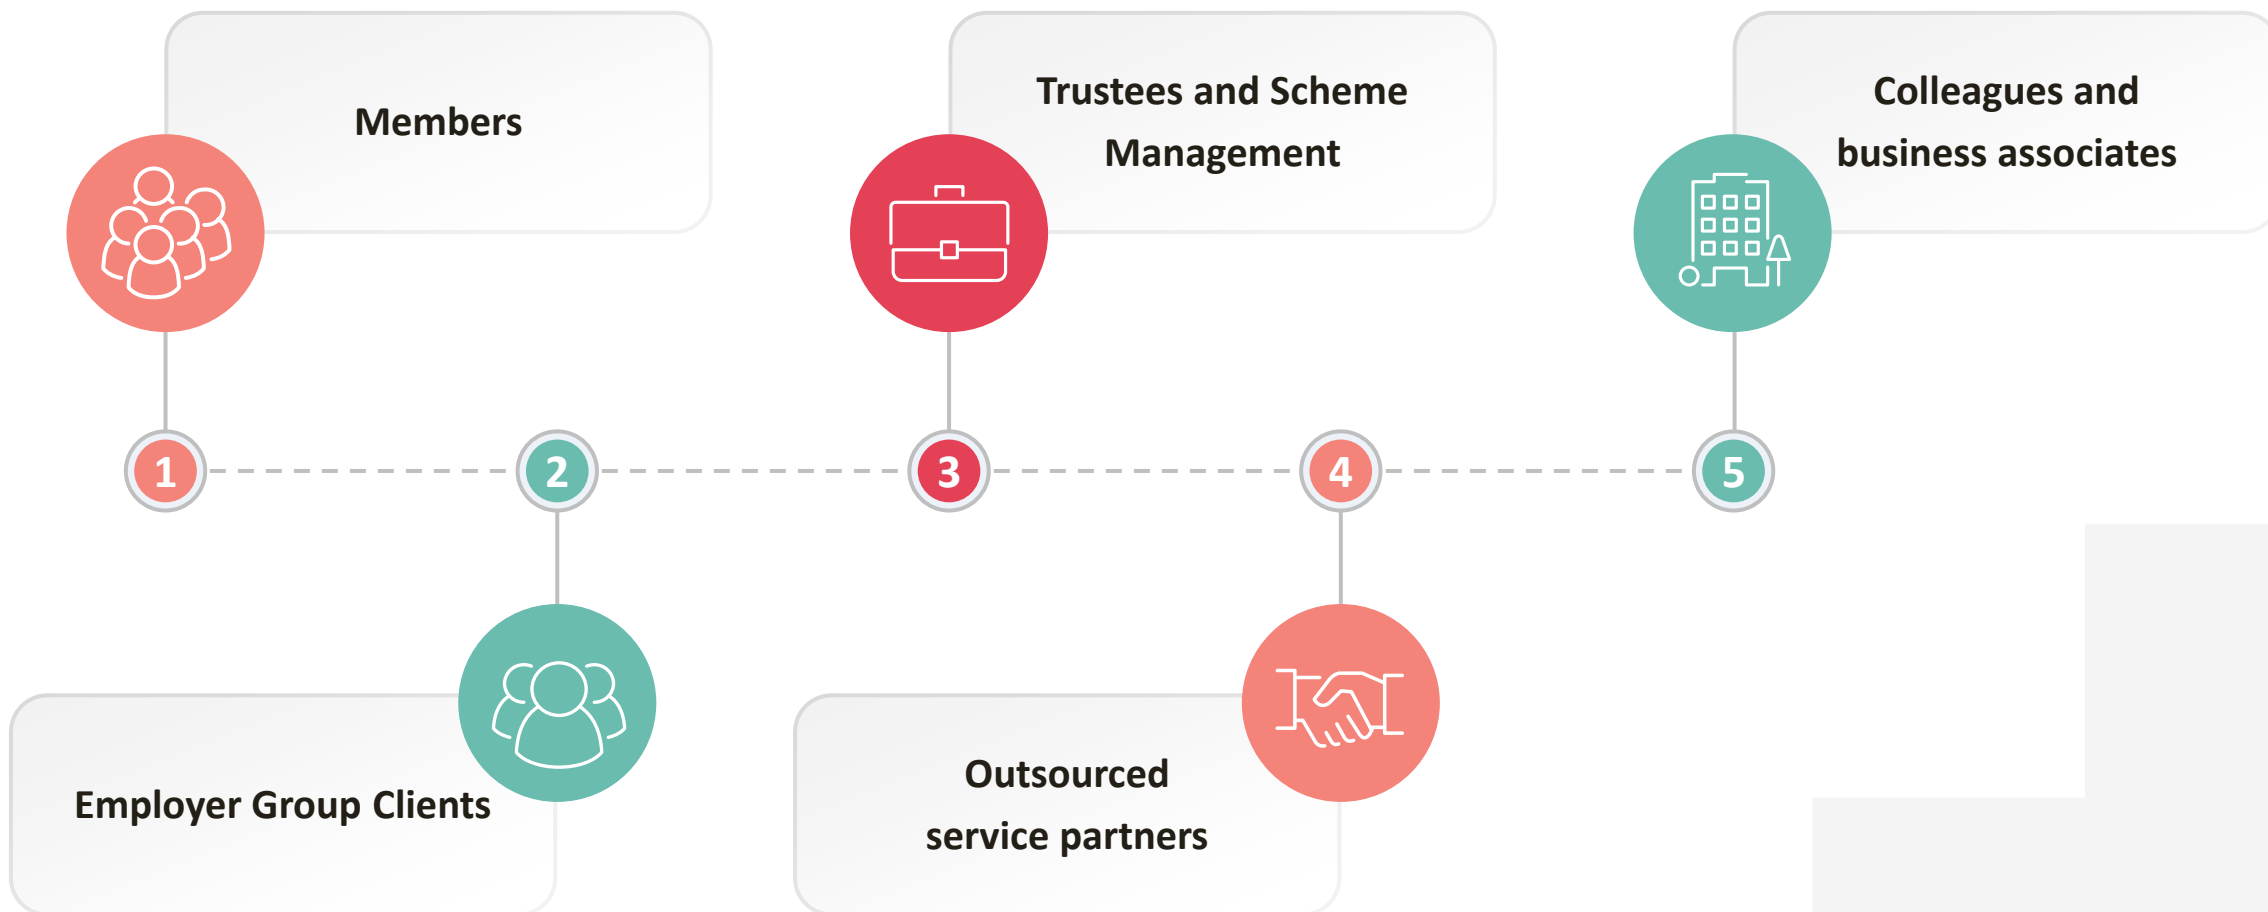 Members
Trustees and Scheme
Management
Colleagues and
business associates
1
2
3
4
5
Employer Group Clients
Outsourced
service partners